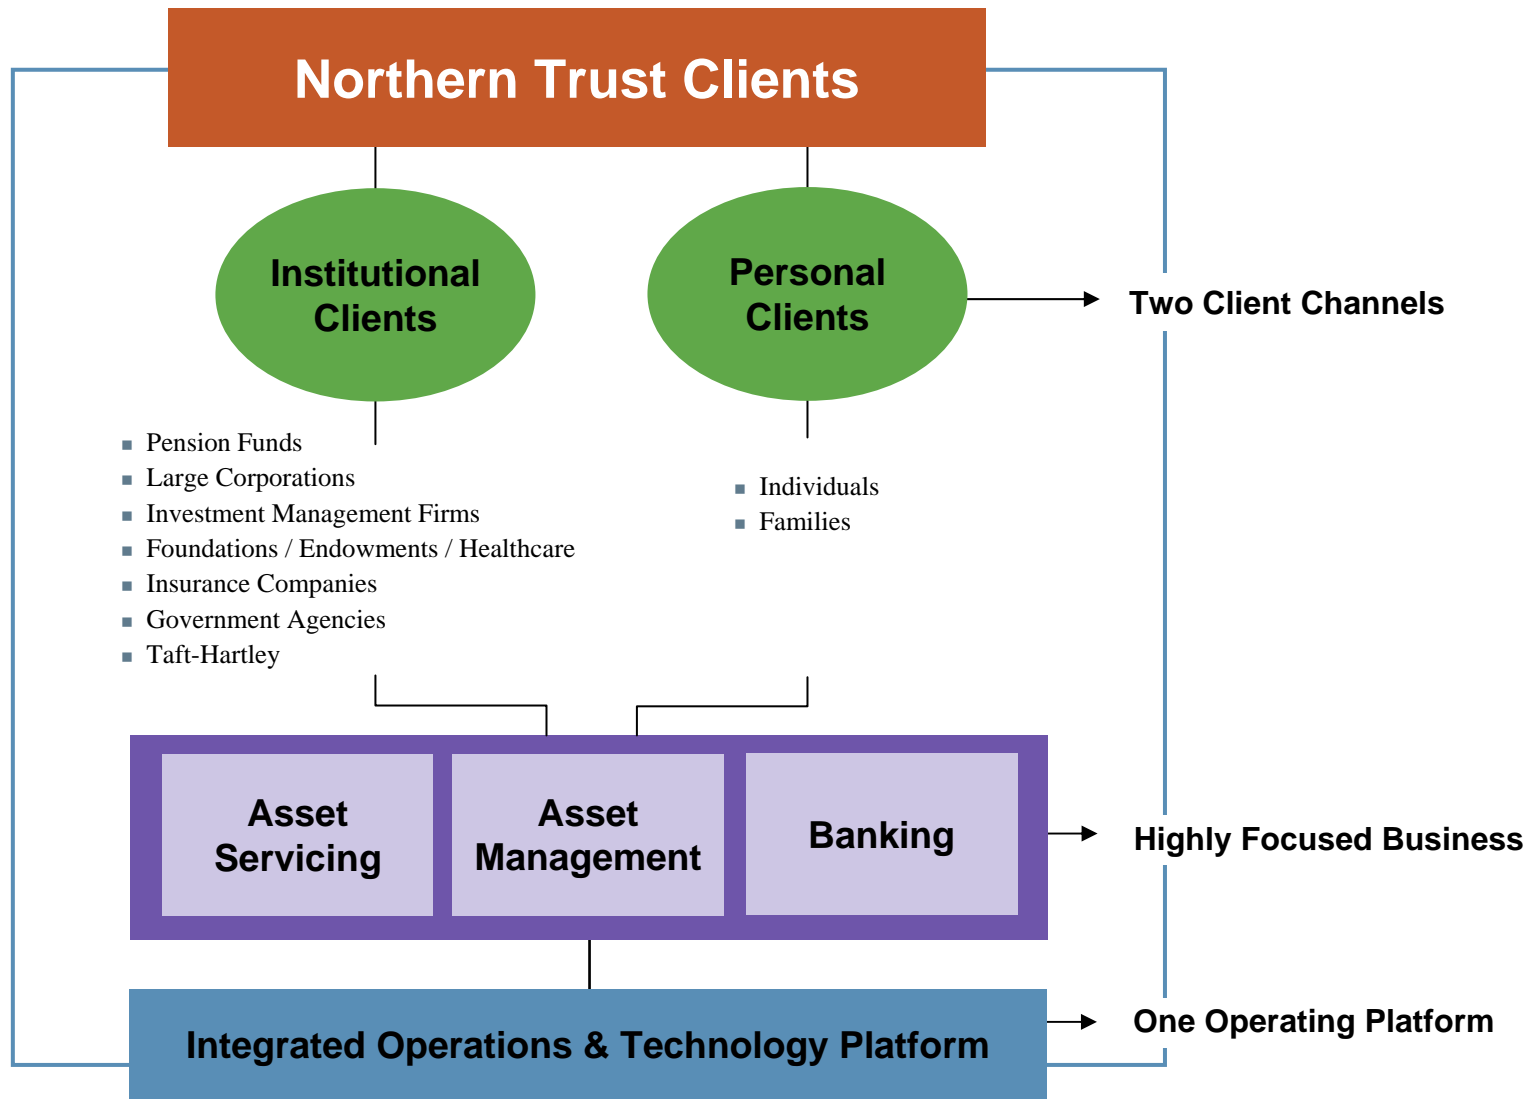 Northern Trust Clients
Institutional
Clients
Personal
Clients
Two Client Channels
Pension Funds
Large Corporations
Investment Management Firms
Foundations / Endowments / Healthcare
Insurance Companies
Government Agencies
Taft-Hartley
Individuals
Families
Asset
Servicing
Asset
Management
Banking
Highly Focused Business
Integrated Operations & Technology Platform
One Operating Platform